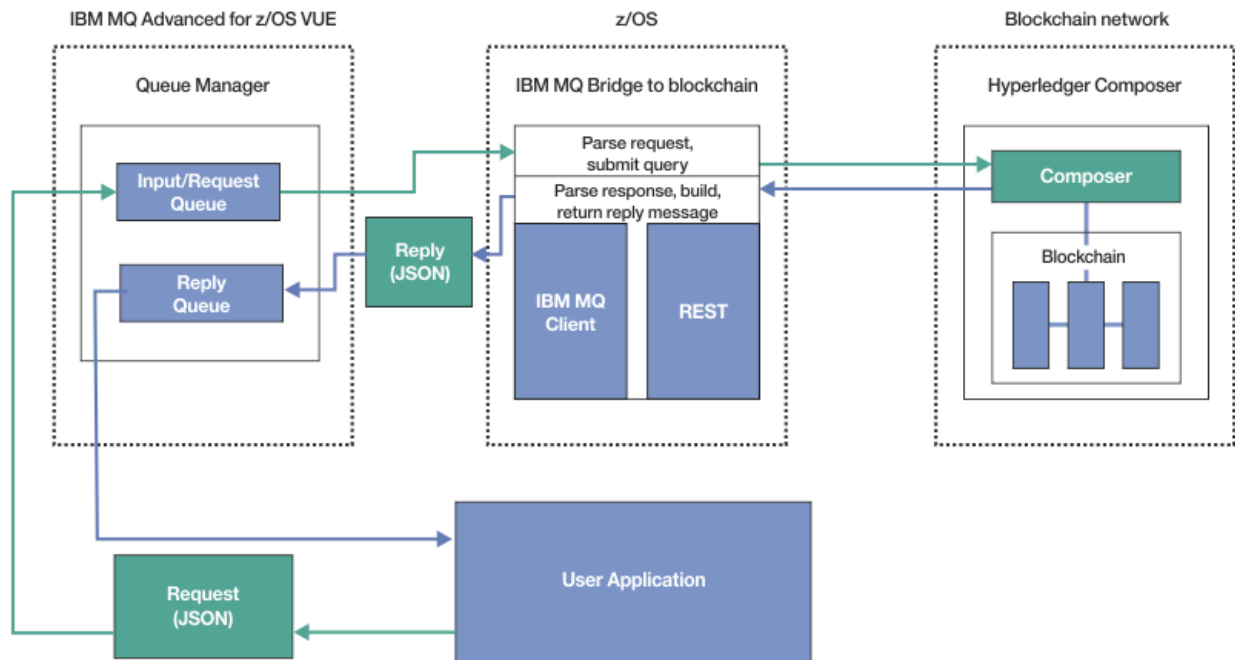 IBM MQ Advanced for z/OS VUE
z/OS
Blockchain network
Queue Manager
IBM MQ Bridge to blockchain
Hyperledger Composer
Input/Request
Queue
Parse request,
submit query
Composer
Parse response, build,
return reply message
Reply
(JSON)
Reply
Queue
IBM MQ
Client
REST
Blockchain
User Application
Request
(JSON)